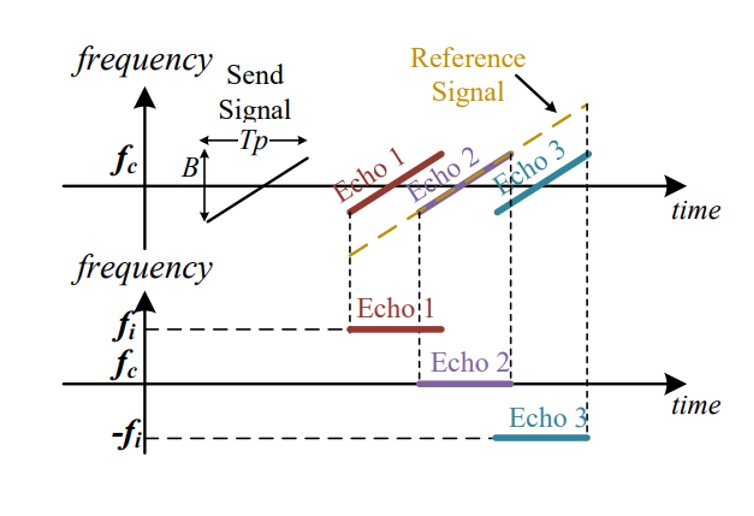 frequency
Send
Signal
Reference
Signal
Tp
f_c
B
Echo 1
Echo 2
Echo 3
time
frequency
f_i
Echo 1
f_c
Echo 2
time
-f_i
Echo 3